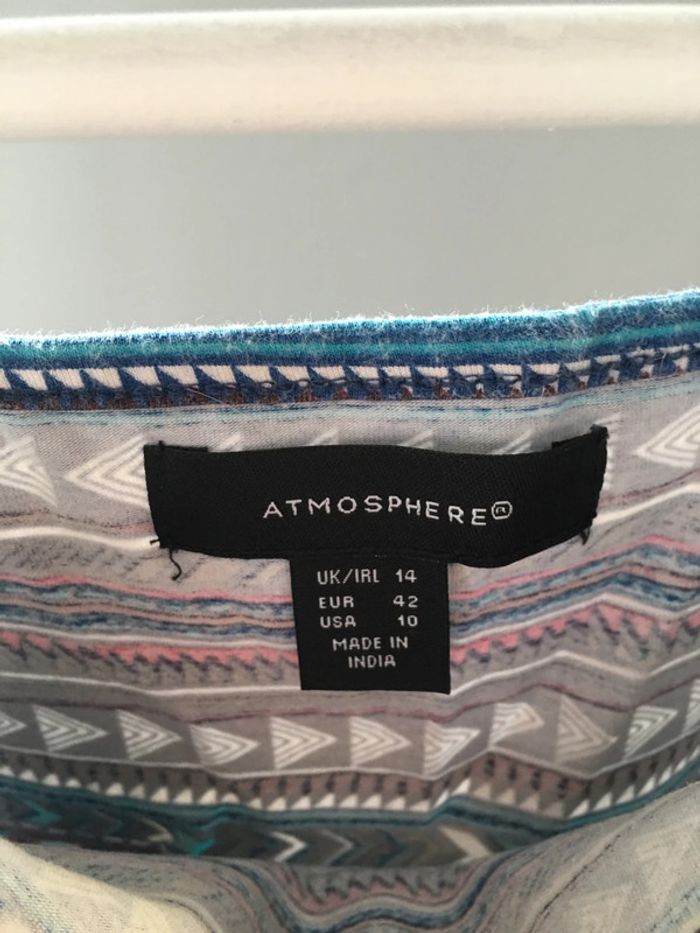 ATMOSPHERE®
UK/IRL 14
EUR 42
USA 10
MADE IN
INDIA